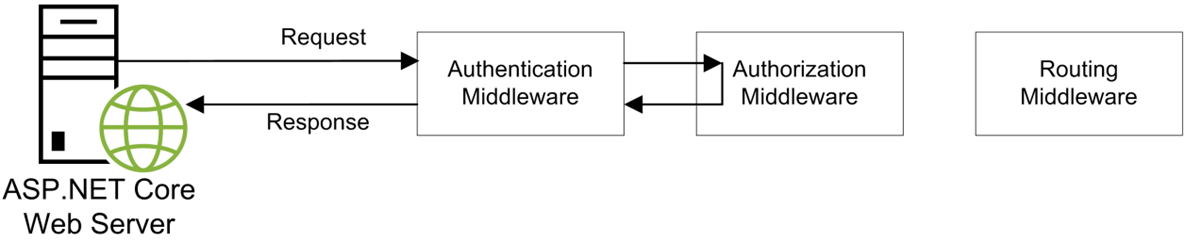 Request
Response
ASP.NET Core
Web Server
Authentication
Middleware
Authorization
Middleware
Routing
Middleware